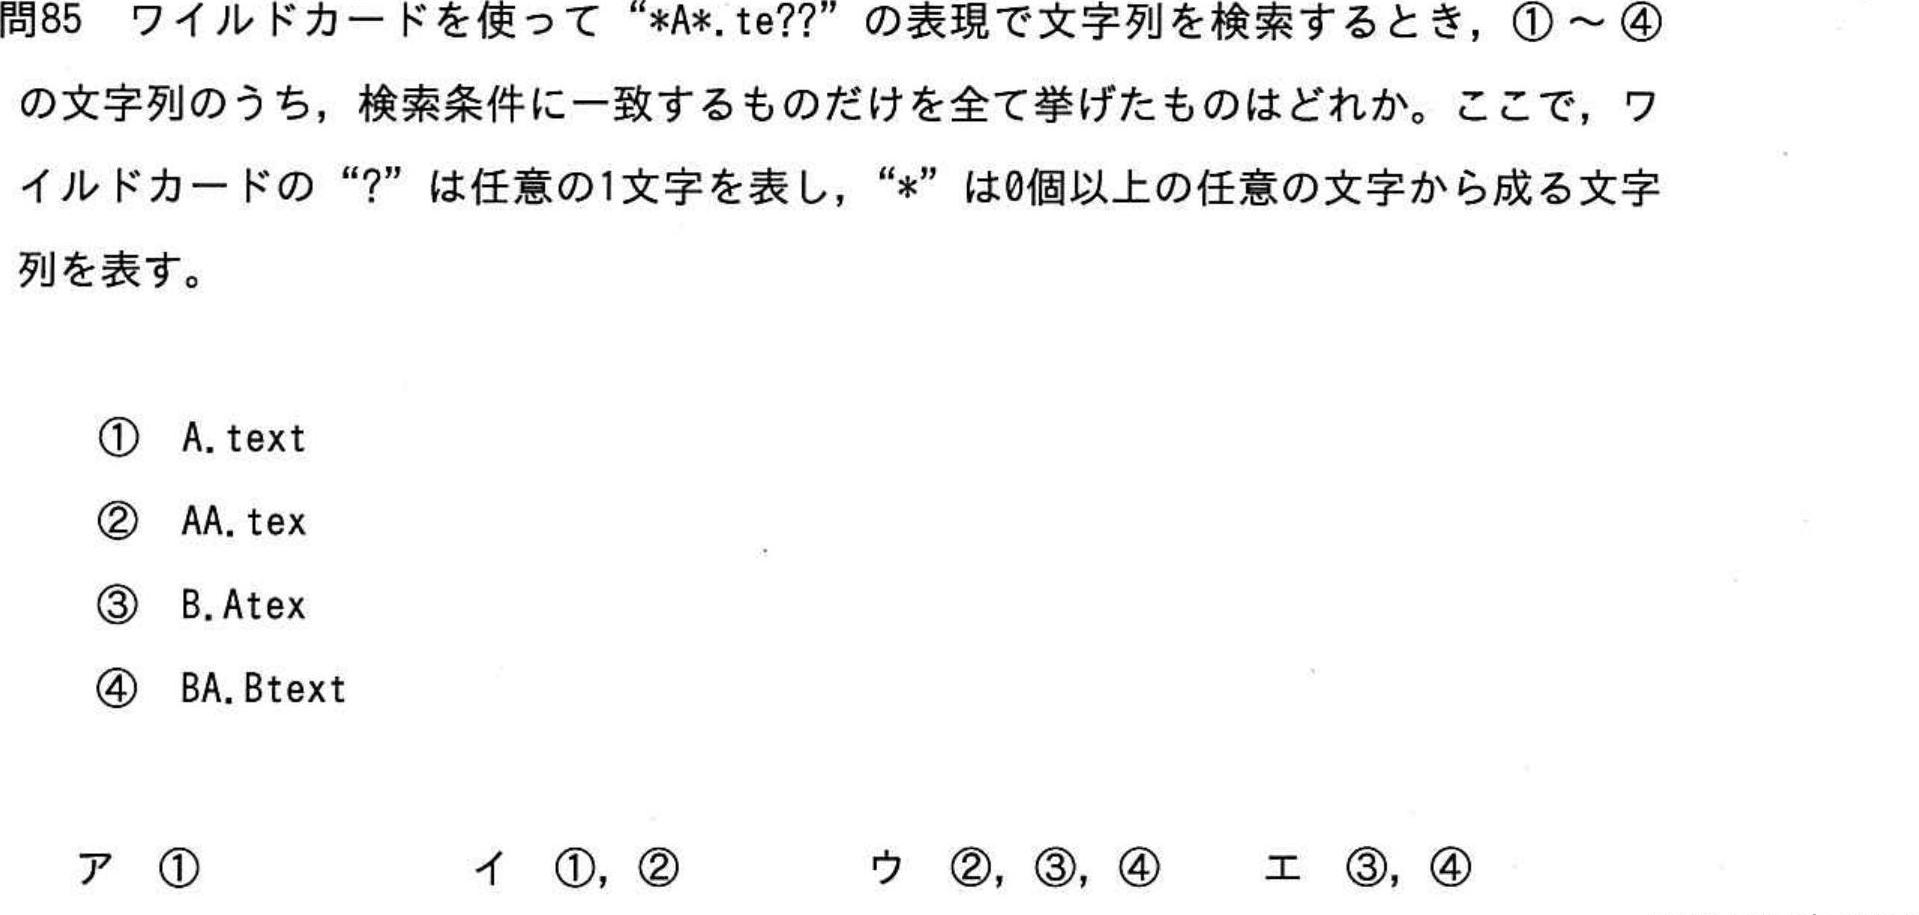 問85　ワイルドカードを使って“*A*.te??”の表現で文字列を検索するとき，①～④
の文字列のうち，検索条件に一致するものだけを全て挙げたものはどれか。ここで，ワ
イルドカードの“?”は任意の1文字を表し，“*”は0個以上の任意の文字から成る文字
列を表す。
①　A.text
②　AA.tex
③　B.Atex
④　BA.Btext
ア　①　イ　①，②　ウ　②，③，④　エ　③，④